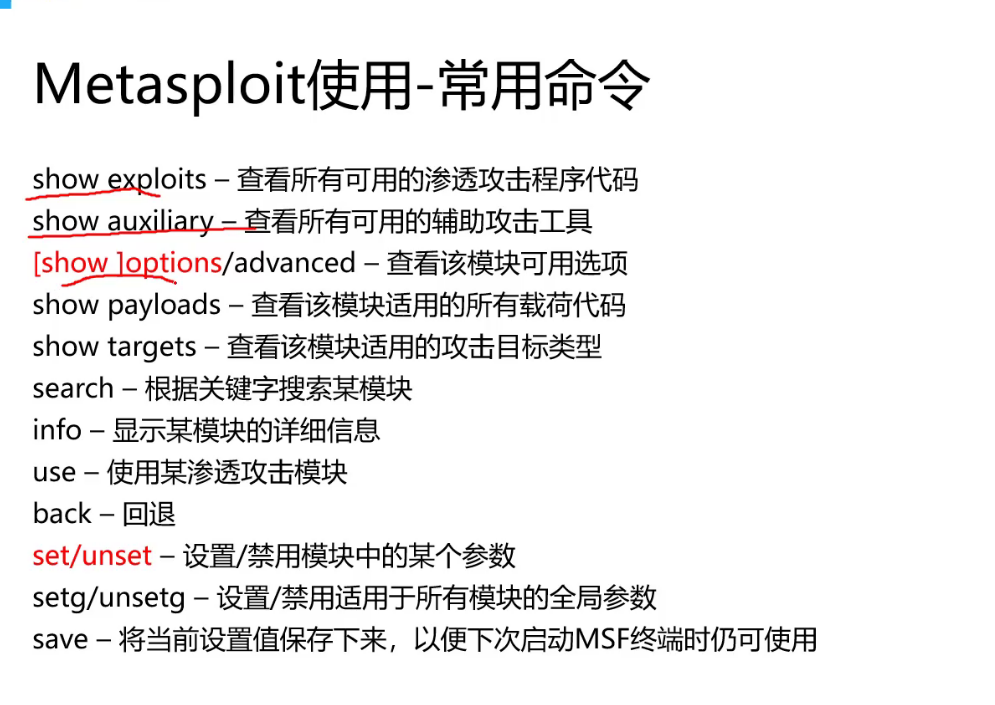 Metasploit使用-常用命令
show exploits – 查看所有可用的渗透攻击程序代码
show auxiliary – 查看所有可用的辅助攻击工具
[show ]options/advanced – 查看该模块可用选项
show payloads – 查看该模块适用的所有载荷代码
show targets – 查看该模块适用的攻击目标类型
search – 根据关键字搜索某模块
info – 显示某模块的详细信息
use – 使用某渗透攻击模块
back – 回退
set/unset – 设置/禁用模块中的某个参数
setg/unsetg – 设置/禁用适用于所有模块的全局参数
save – 将当前设置值保存下来，以便下次启动MSF终端时仍可使用